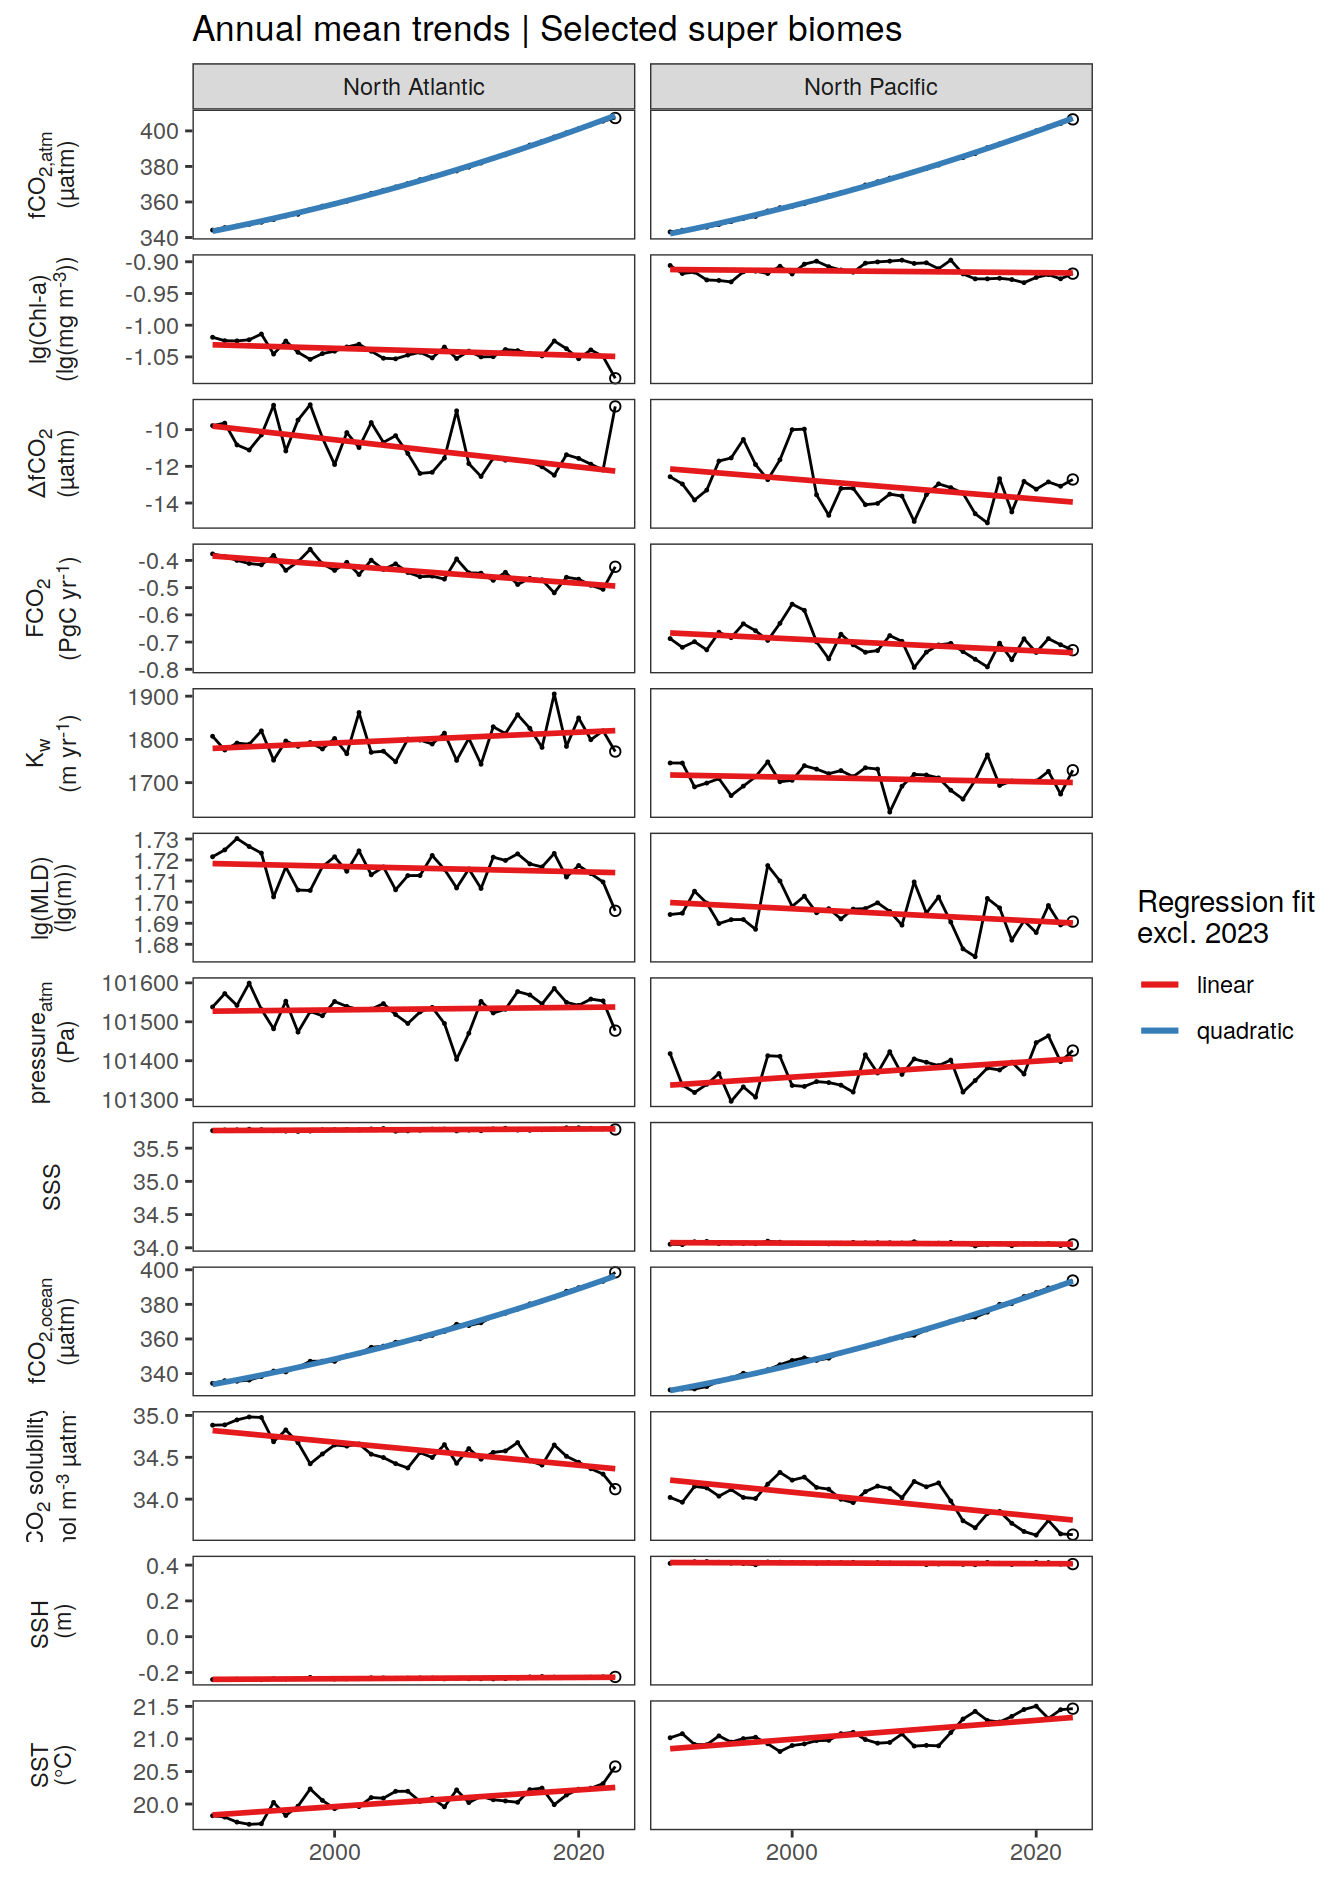 Annual mean trends | Selected super biomes
North Atlantic
North Pacific
fCO2,atm
(µatm)
400
380
360
340
lg(Chl-a)
(lg(mg m-3))
-0.90
-0.95
-1.00
-1.05
ΔfCO2
(µatm)
-10
-12
-14
FCO2
(PgC yr-1)
-0.4
-0.5
-0.6
-0.7
-0.8
Kw
(m yr-1)
1900
1800
1700
lg(MLD)
(lg(m))
1.73
1.72
1.71
1.70
1.69
1.68
pressureatm
(Pa)
101600
101500
101400
101300
SSS
35.5
35.0
34.5
34.0
fCO2,ocean
(µatm)
400
380
360
340
CO2 solubility
m-3 µatm
35.0
34.5
34.0
SSH
(m)
0.4
0.2
0.0
-0.2
SST
(°C)
21.5
21.0
20.5
20.0
2000
2020
2000
2020
Regression fit
excl. 2023
linear
quadratic